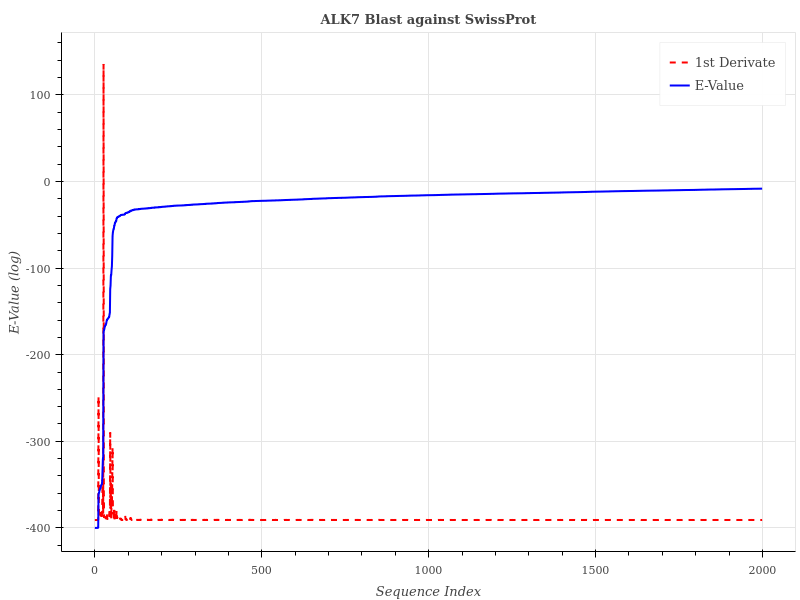 ALK7 Blast against SwissProt
1st Derivate
E-Value
100
0
-100
-200
-300
-400
E-Value (log)
0 500 1000 1500 2000
Sequence Index